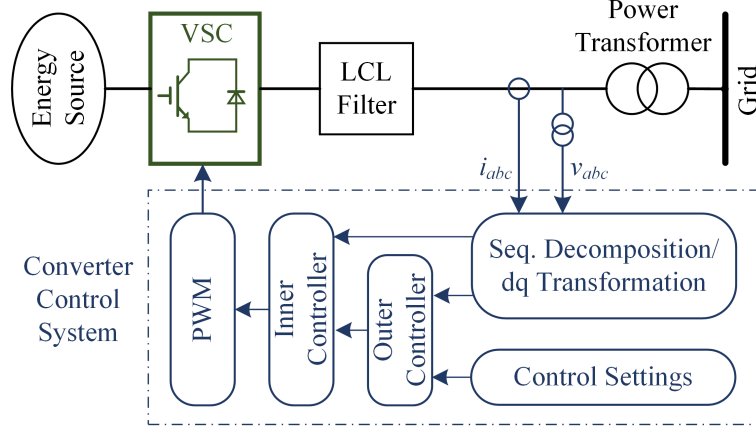 Energy
Source
VSC
LCL
Filter
Power
Transformer
Grid
i_abc
v_abc
Converter
Control
System
PWM
Inner
Controller
Outer
Controller
Seq. Decomposition/
dq Transformation
Control Settings